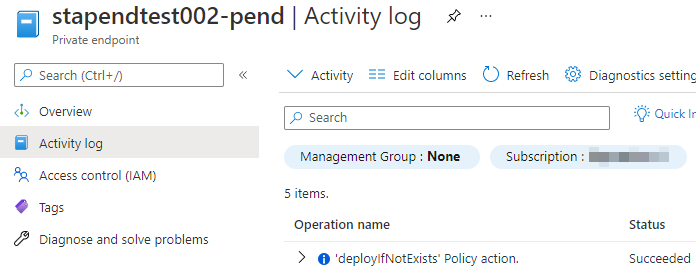 stapendtest002-pend | Activity log
Private endpoint
Search (Ctrl+/)
Activity
Edit columns
Refresh
Diagnostics setting
Overview
Activity log
Access control (IAM)
Tags
Diagnose and solve problems
Search
Quick In
Management Group : None
Subscription :
5 items.
Operation name
Status
'deployIfNotExists' Policy action.
Succeeded